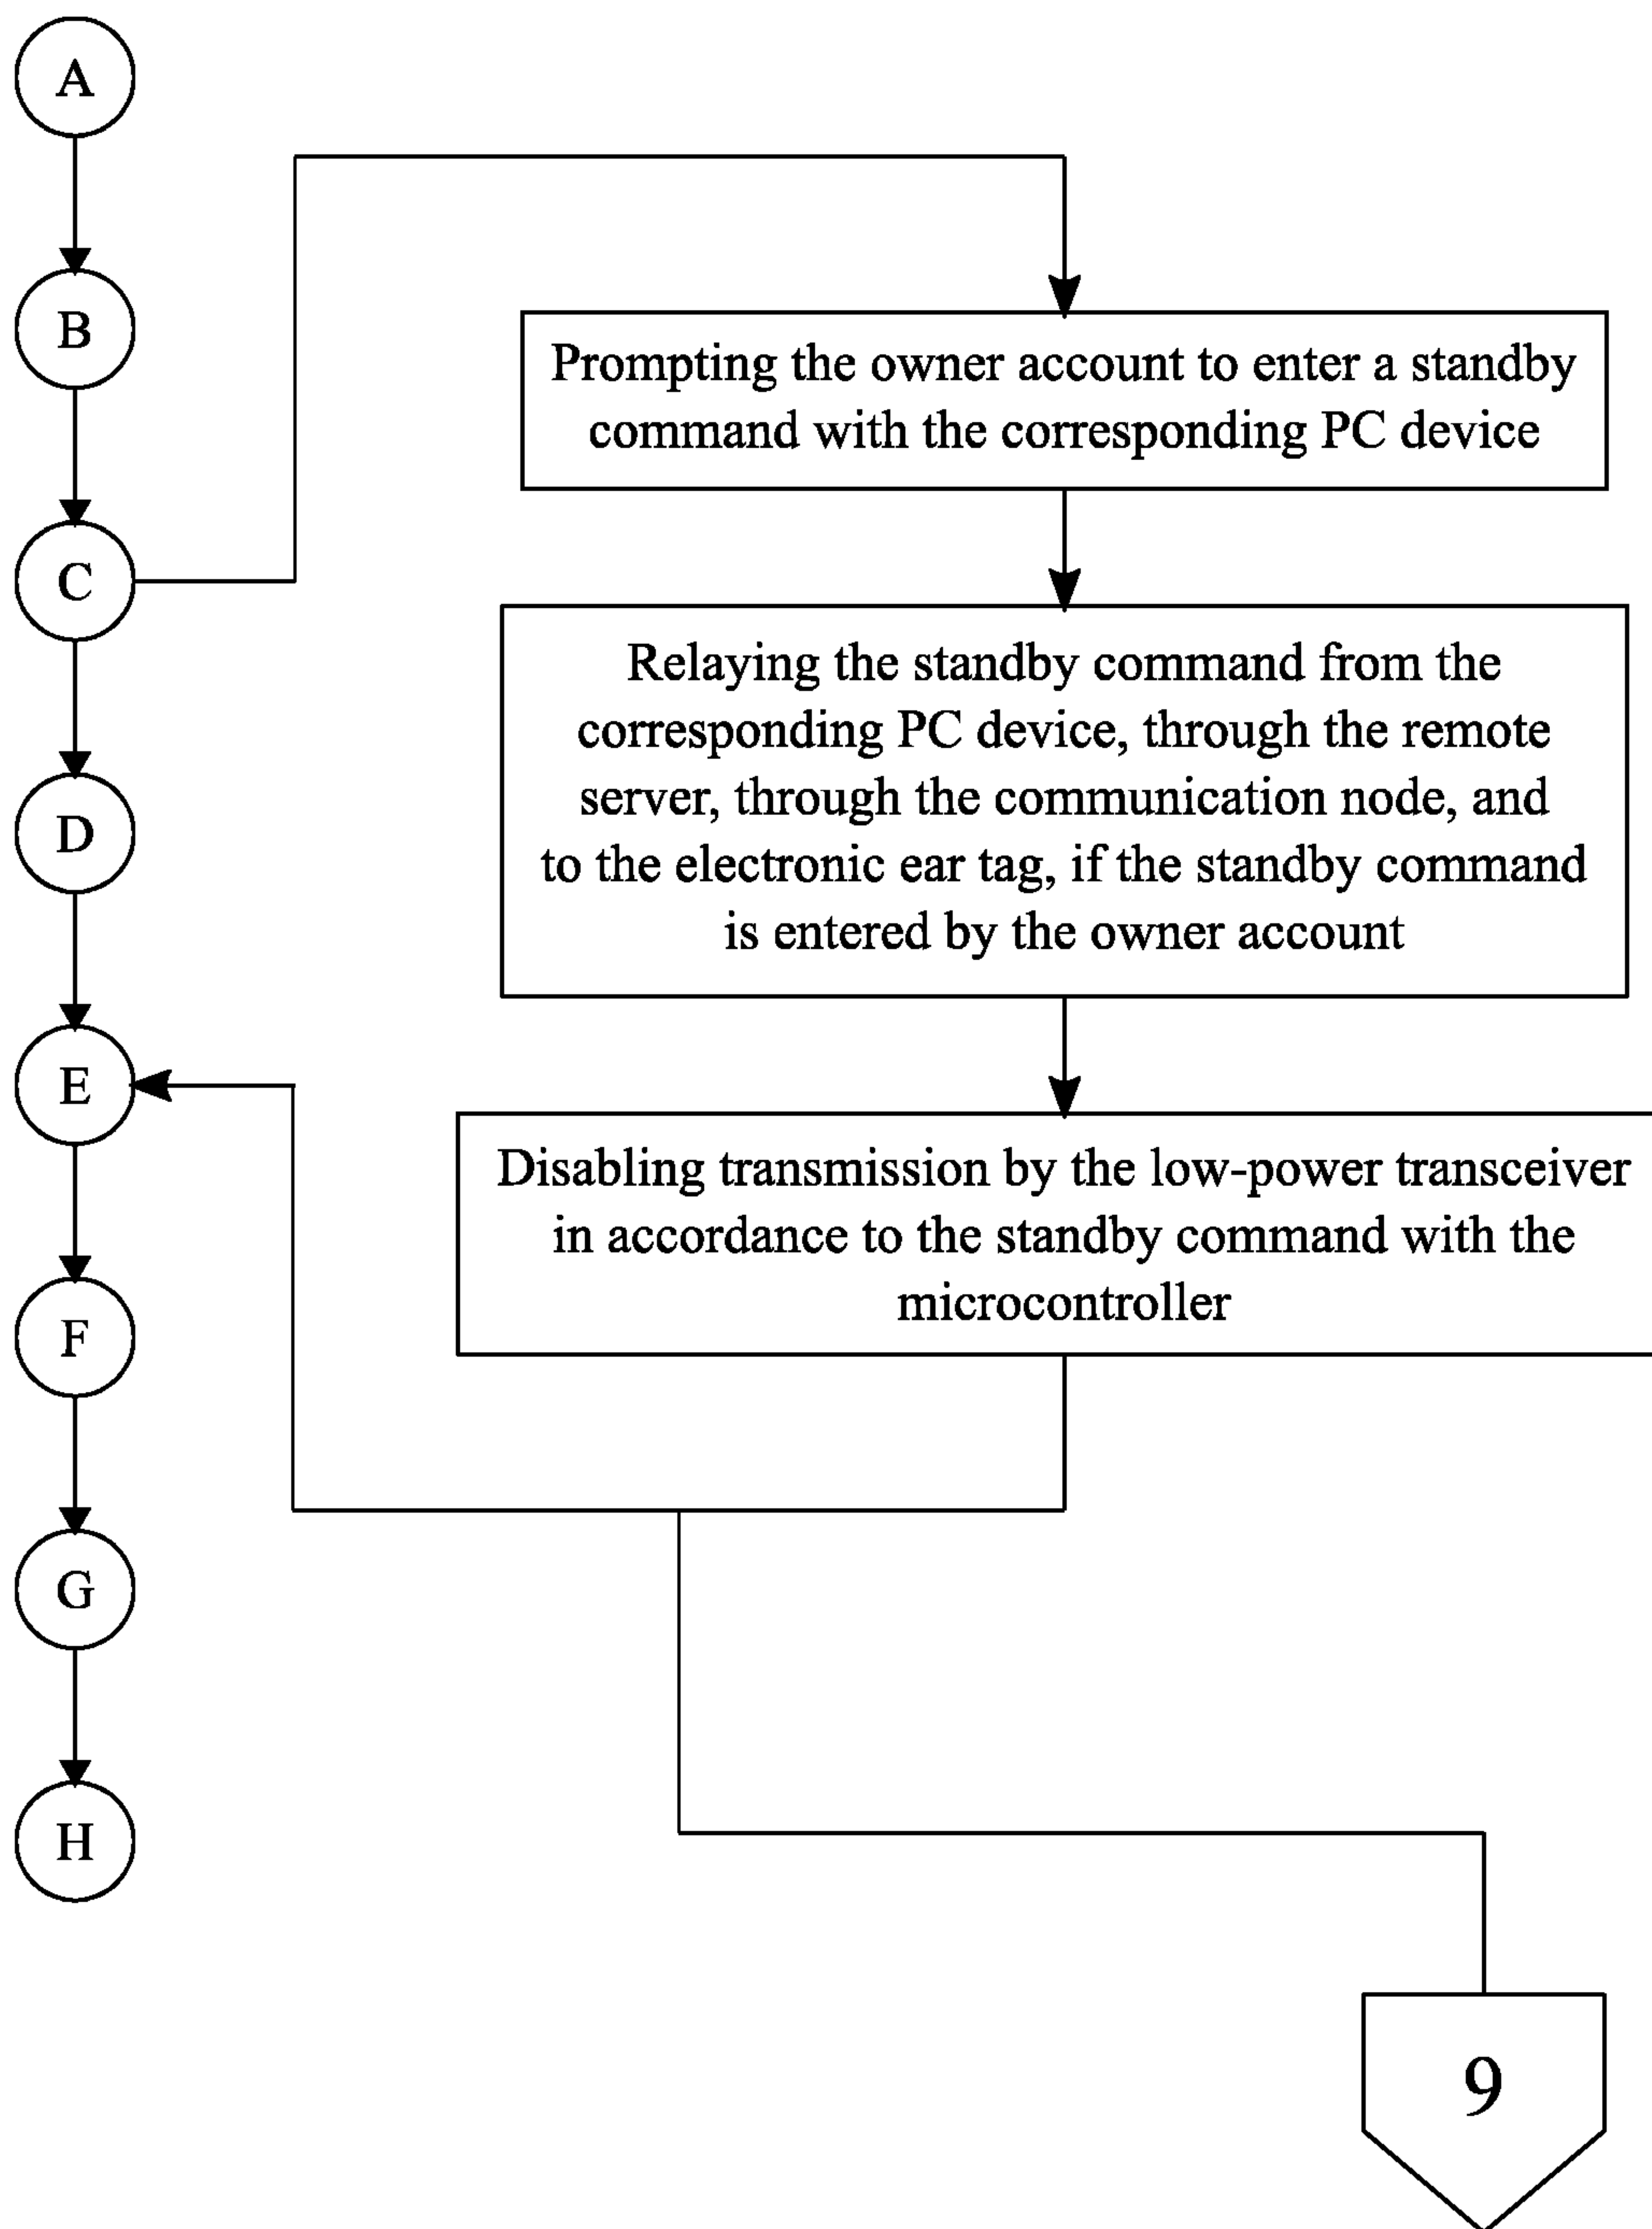 A
B
C
D
E
F
G
H
Prompting the owner account to enter a standby
command with the corresponding PC device
Relaying the standby command from the
corresponding PC device, through the remote
server, through the communication node, and
to the electronic ear tag, if the standby command
is entered by the owner account
Disabling transmission by the low-power transceiver
in accordance to the standby command with the
microcontroller
9